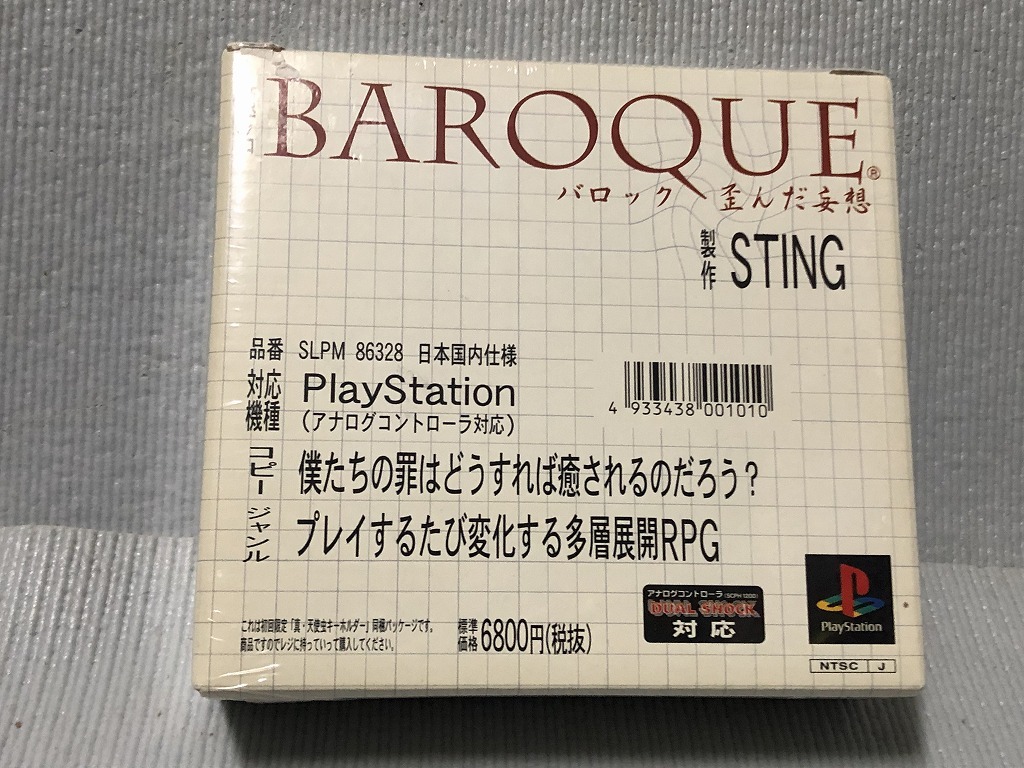 BAROQUE®
バロック 歪んだ妄想
製作 STING
品番 SLPM 86328 日本国内仕様
対応機種 PlayStation
(アナログコントローラ対応)
4 933438 001010
コピー 僕たちの罪はどうすれば癒されるのだろう?
ジャンル プレイするたび変化する多層展開RPG
これは初回限定「真・天使虫キーホルダー」同梱パッケージです。
商品ですのでレジに持っていって購入してください。
標準価格 6800円(税抜)
アナログコントローラ(SCPH 1200)
DUAL SHOCK
対応
PlayStation
NTSC J